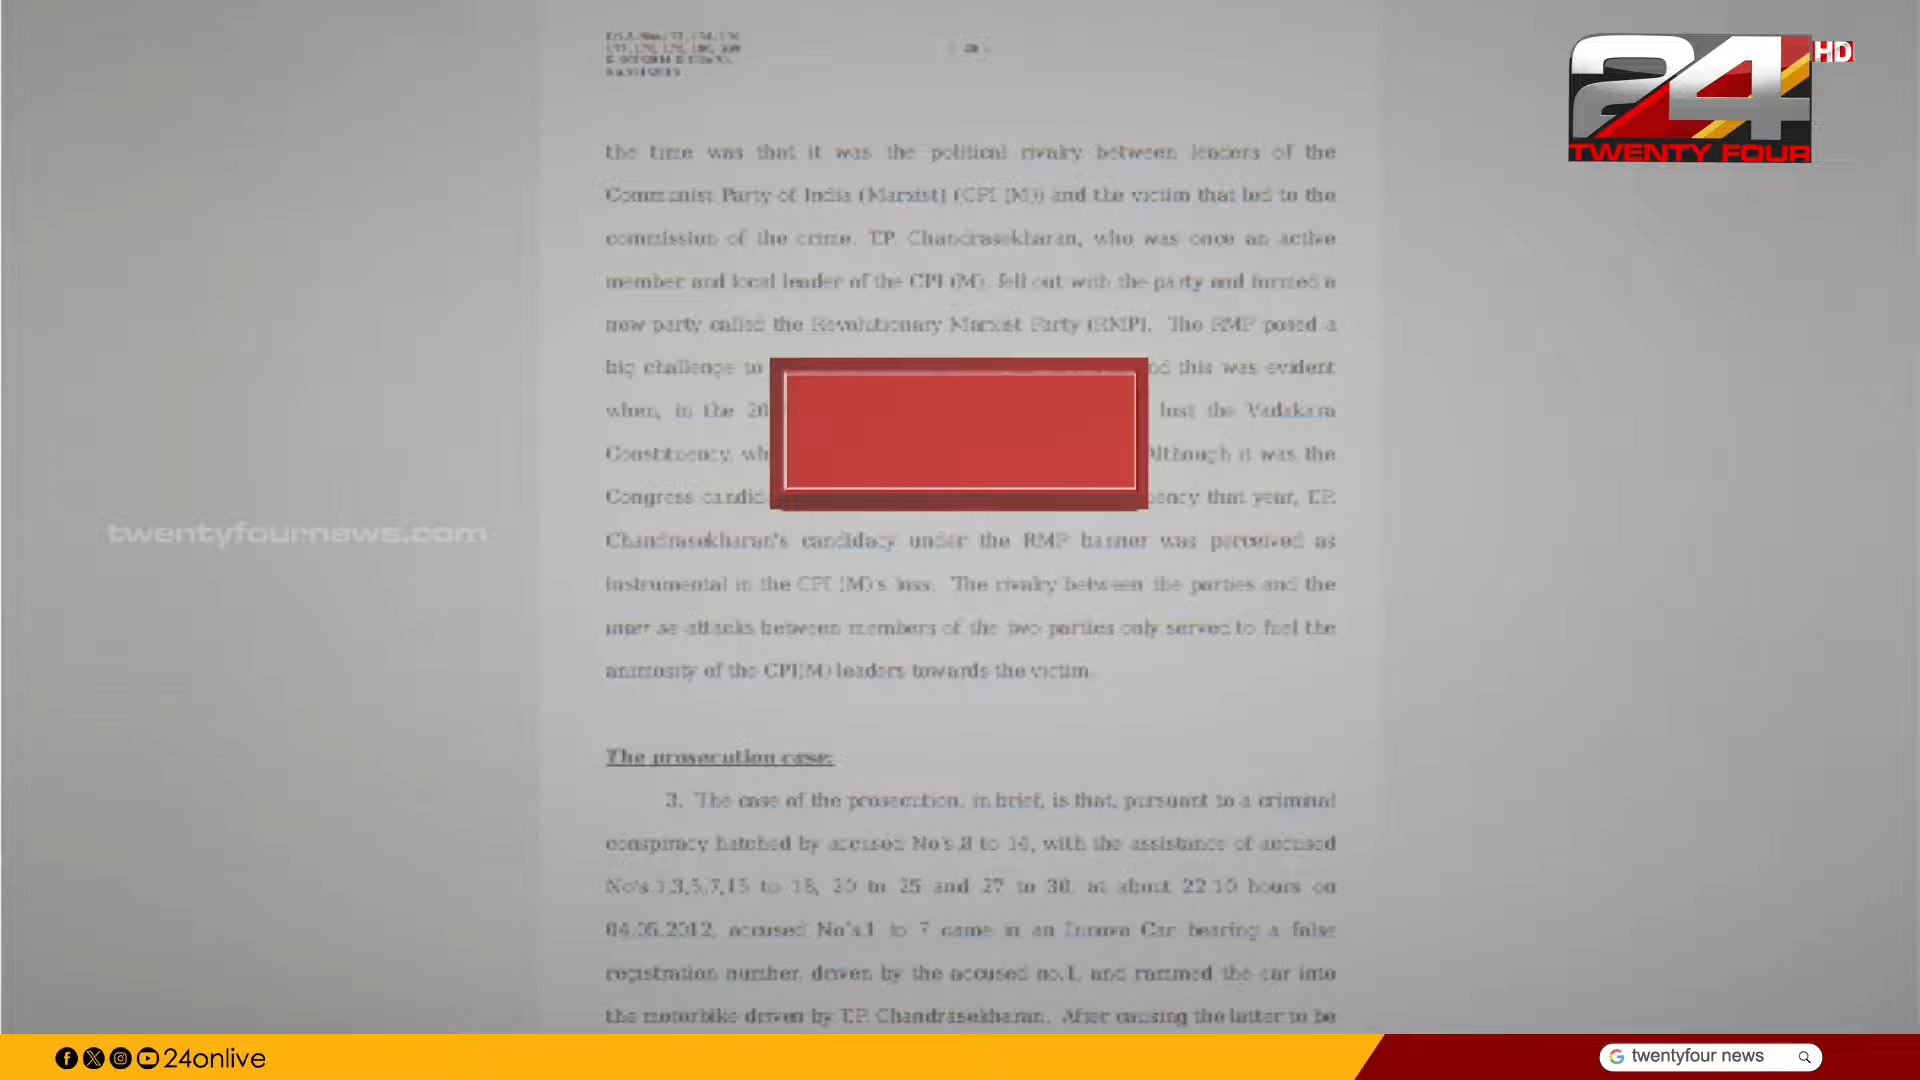 - 28 -
24
HD
TWENTY FOUR
the time was that it was the political rivalry between leaders of the
Communist Party of India (Marxist) (CPI (M)) and the victim that led to the
commission of the crime. T.P. Chandrasekharan, who was once an active
member and local leader of the CPI (M), fell out with the party and formed a
new party called the Revolutionary Marxist Party (RMP). The RMP posed a
big challenge to nd this was evident
when, in the 20 lost the Vadakara
Constituency, wh Although it was the
Congress candid ency that year, T.P.
Chandrasekharan's candidacy under the RMP banner was perceived as
instrumental in the CPI (M)'s loss. The rivalry between the parties and the
inter se attacks between members of the two parties only served to fuel the
animosity of the CPI(M) leaders towards the victim.
twentyfournews.com
The prosecution case:
3. The case of the prosecution, in brief, is that, pursuant to a criminal
conspiracy hatched by accused No's.8 to 14, with the assistance of accused
No's.1,3,5,7,15 to 18, 20 to 25 and 27 to 30, at about 22.10 hours on
04.05.2012, accused No's.1 to 7 came in an Innova Car bearing a false
registration number, driven by the accused no.1, and rammed the car into
the motorbike driven by T.P. Chandrasekharan. After causing the latter to be
24onlive
twentyfour news